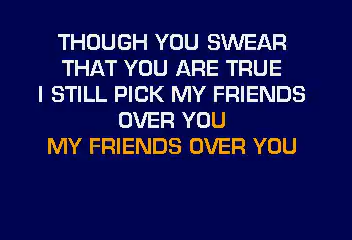 THOUGH YOU SWEAR
THAT YOU ARE TRUE
I STILL PICK MY FRIENDS
OVER YOU
MY FRIENDS OVER YOU